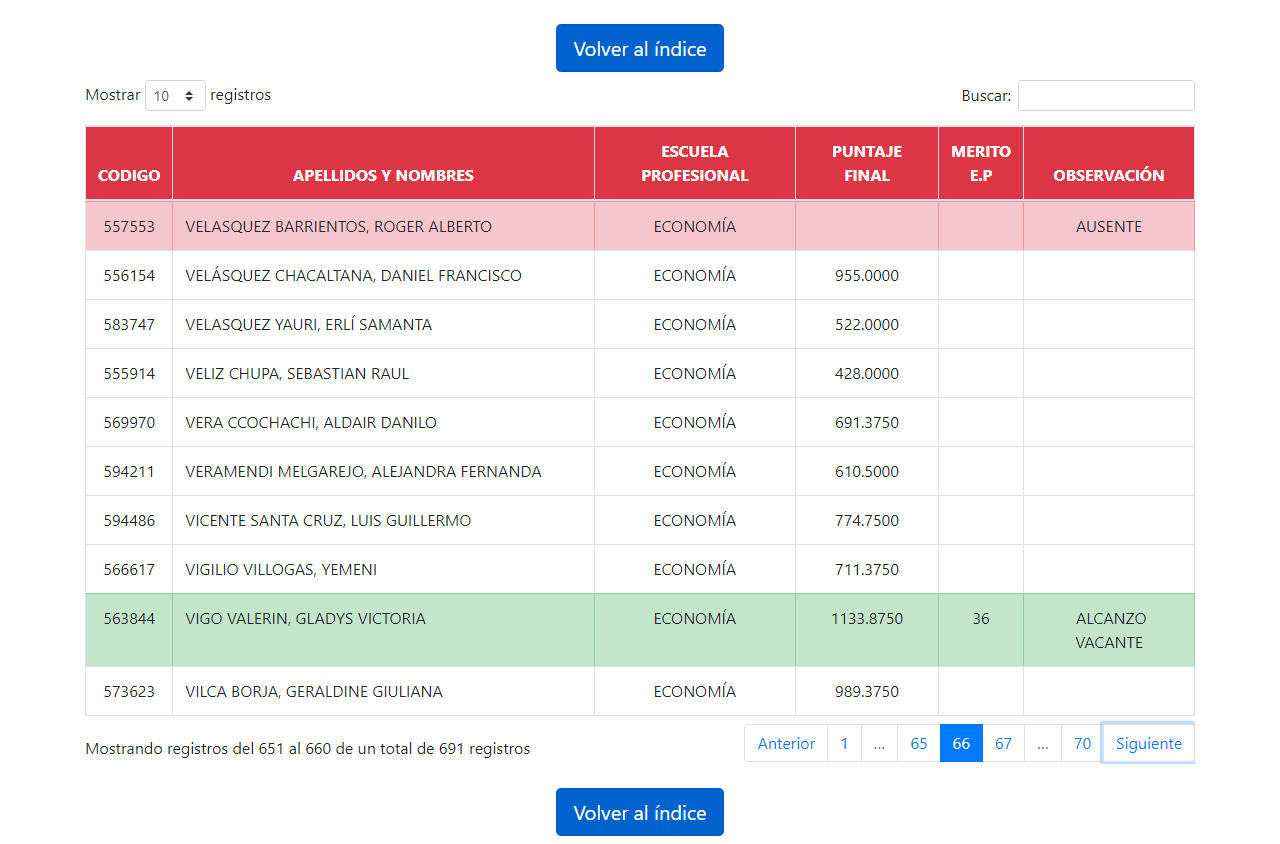 Volver al índice
Mostrar 10 registros Buscar:
CODIGO APELLIDOS Y NOMBRES ESCUELA PROFESIONAL PUNTAJE FINAL MERITO E.P OBSERVACIÓN
557553 VELASQUEZ BARRIENTOS, ROGER ALBERTO ECONOMÍA AUSENTE
556154 VELÁSQUEZ CHACALTANA, DANIEL FRANCISCO ECONOMÍA 955.0000
583747 VELASQUEZ YAURI, ERLÍ SAMANTA ECONOMÍA 522.0000
555914 VELIZ CHUPA, SEBASTIAN RAUL ECONOMÍA 428.0000
569970 VERA CCOCHACHI, ALDAIR DANILO ECONOMÍA 691.3750
594211 VERAMENDI MELGAREJO, ALEJANDRA FERNANDA ECONOMÍA 610.5000
594486 VICENTE SANTA CRUZ, LUIS GUILLERMO ECONOMÍA 774.7500
566617 VIGILIO VILLOGAS, YEMENI ECONOMÍA 711.3750
563844 VIGO VALERIN, GLADYS VICTORIA ECONOMÍA 1133.8750 36 ALCANZO VACANTE
573623 VILCA BORJA, GERALDINE GIULIANA ECONOMÍA 989.3750
Mostrando registros del 651 al 660 de un total de 691 registros Anterior 1 ... 65 66 67 ... 70 Siguiente
Volver al índice